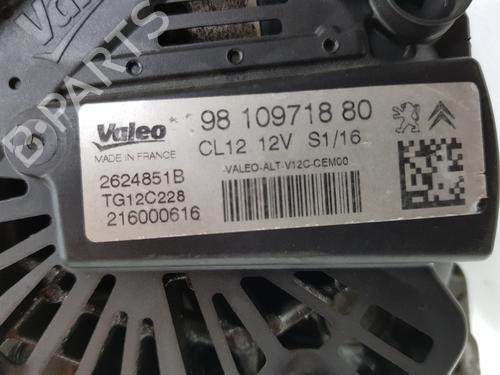 Valeo
Valeo
98 109718 80
MADE IN FRANCE
CL12 12V S1/16
-VALEO-ALT-V12C-CEM00
2624851B
TG12C228
216000616
B-PARTS